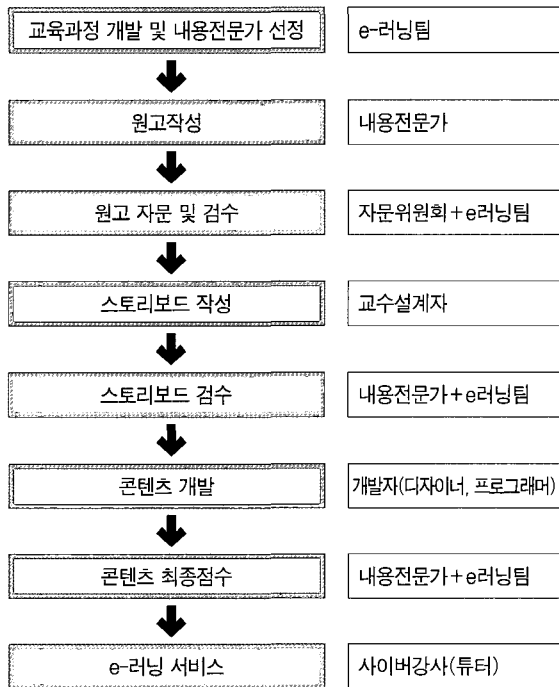 교육과정 개발 및 내용전문가 선정
e-러닝팀
원고작성
내용전문가
원고 자문 및 검수
자문위원회+e러닝팀
스토리보드 작성
교수설계자
스토리보드 검수
내용전문가+e러닝팀
콘텐츠 개발
개발자(디자이너, 프로그래머)
콘텐츠 최종점수
내용전문가+e러닝팀
e-러닝 서비스
사이버강사(튜터)